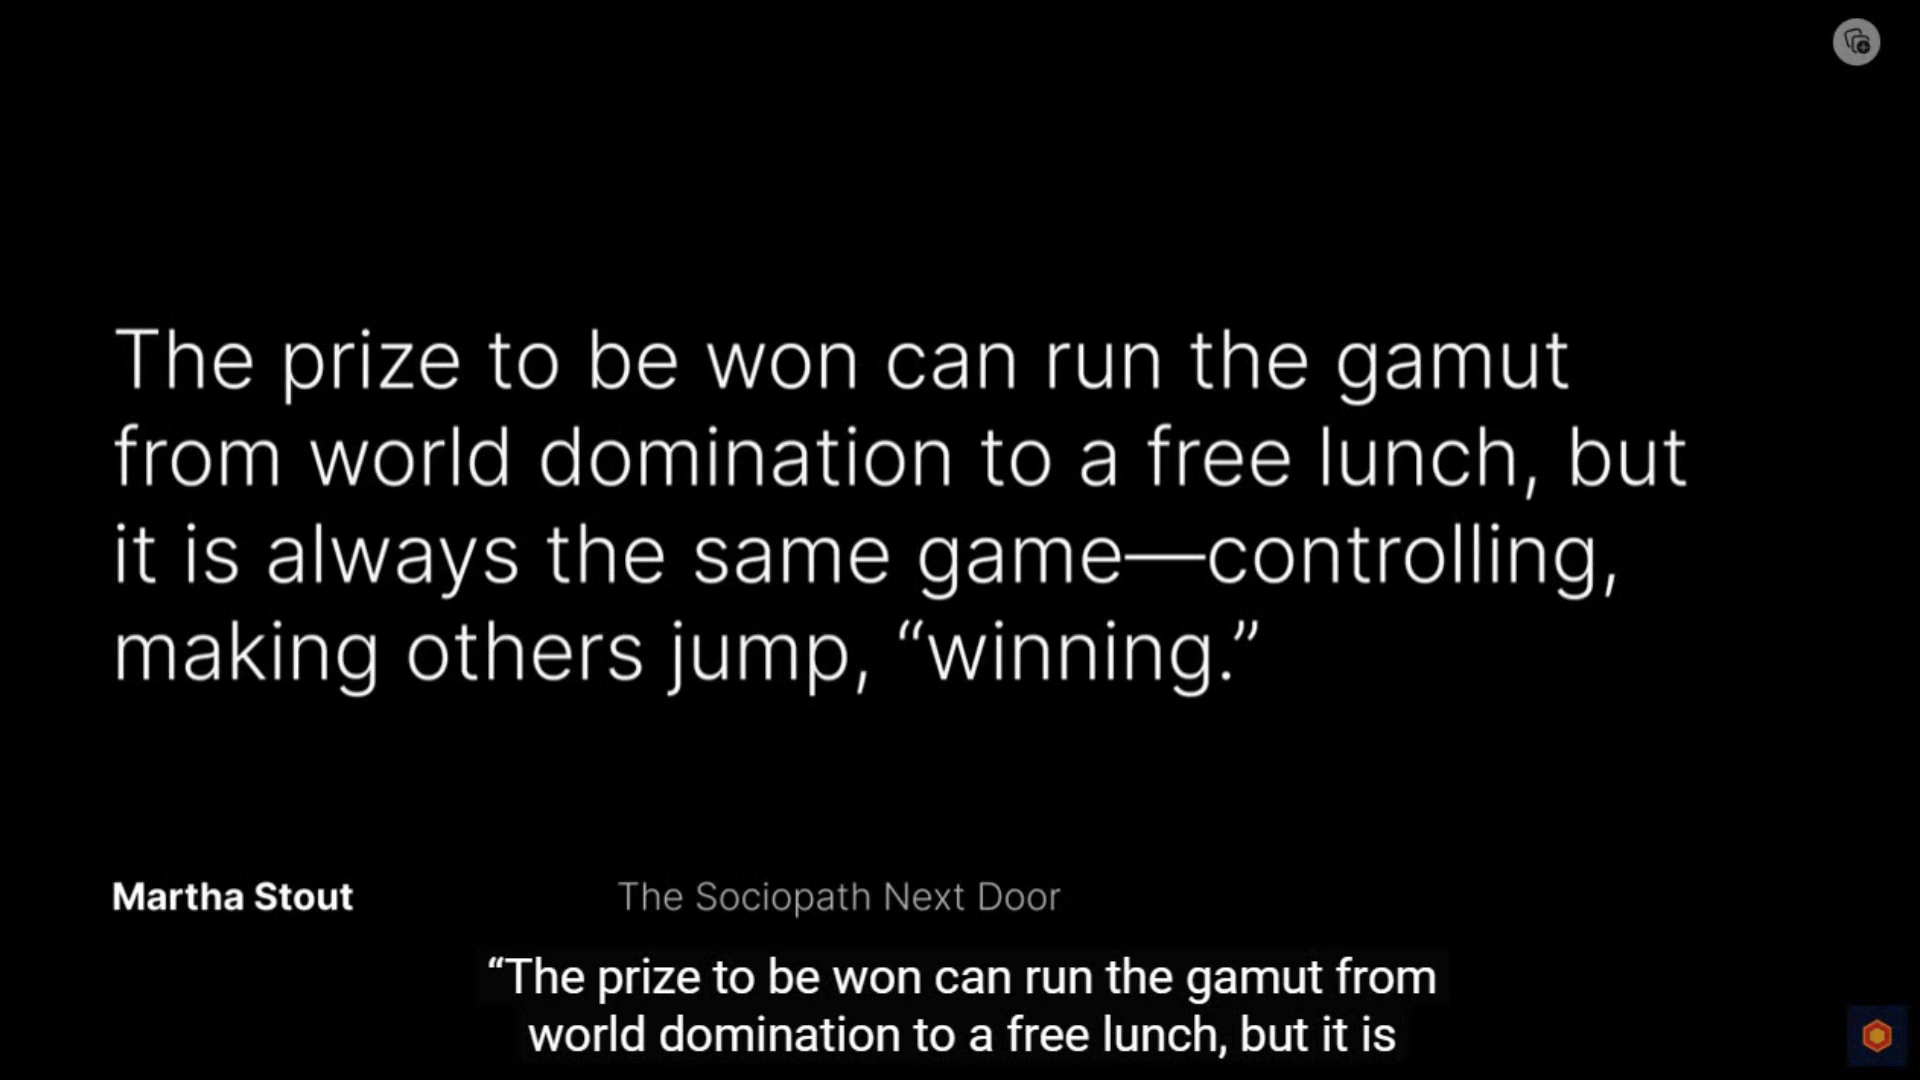 The prize to be won can run the gamut
from world domination to a free lunch, but
it is always the same game—controlling,
making others jump, “winning.”
Martha Stout
The Sociopath Next Door
“The prize to be won can run the gamut from
world domination to a free lunch, but it is